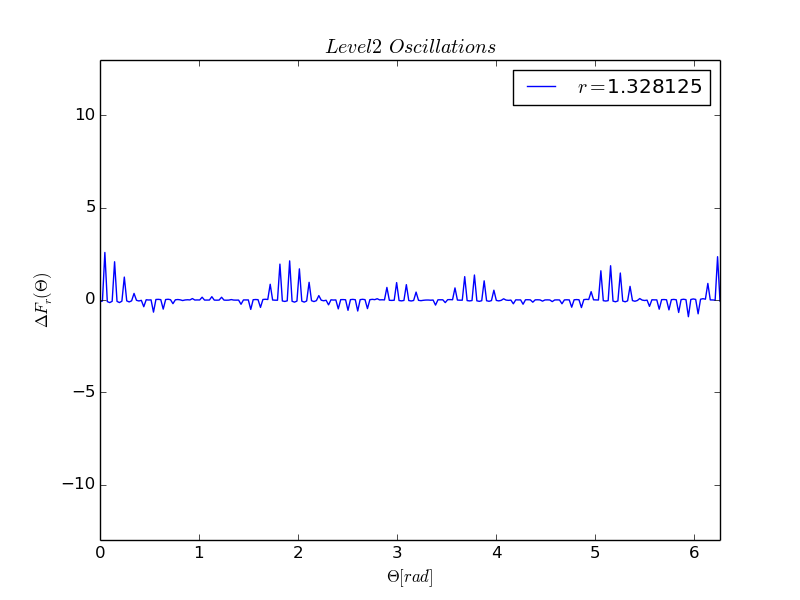 Level2 Oscillations
r=1.328125
10
5
0
−5
−10
ΔF_r(Θ)
0 1 2 3 4 5 6
Θ[rad]